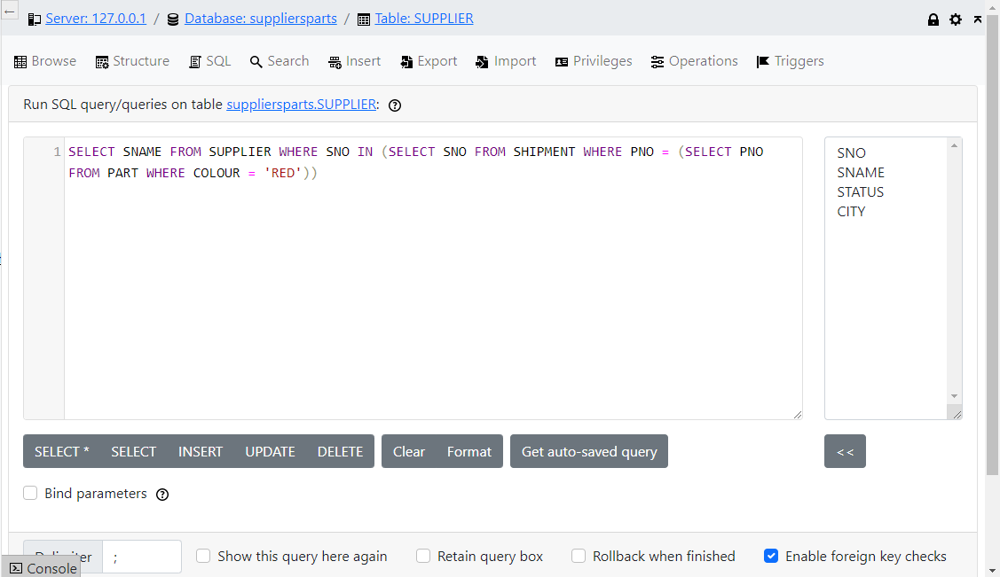 Server: 127.0.0.1 / Database: suppliersparts / Table: SUPPLIER
Browse Structure SQL Search Insert Export Import Privileges Operations Triggers
Run SQL query/queries on table suppliersparts.SUPPLIER:
1 SELECT SNAME FROM SUPPLIER WHERE SNO IN (SELECT SNO FROM SHIPMENT WHERE PNO = (SELECT PNO
FROM PART WHERE COLOUR = 'RED'))
SNO
SNAME
STATUS
CITY
SELECT * SELECT INSERT UPDATE DELETE Clear Format Get auto-saved query <<
Bind parameters
Delimiter ; Show this query here again Retain query box Rollback when finished Enable foreign key checks
Console